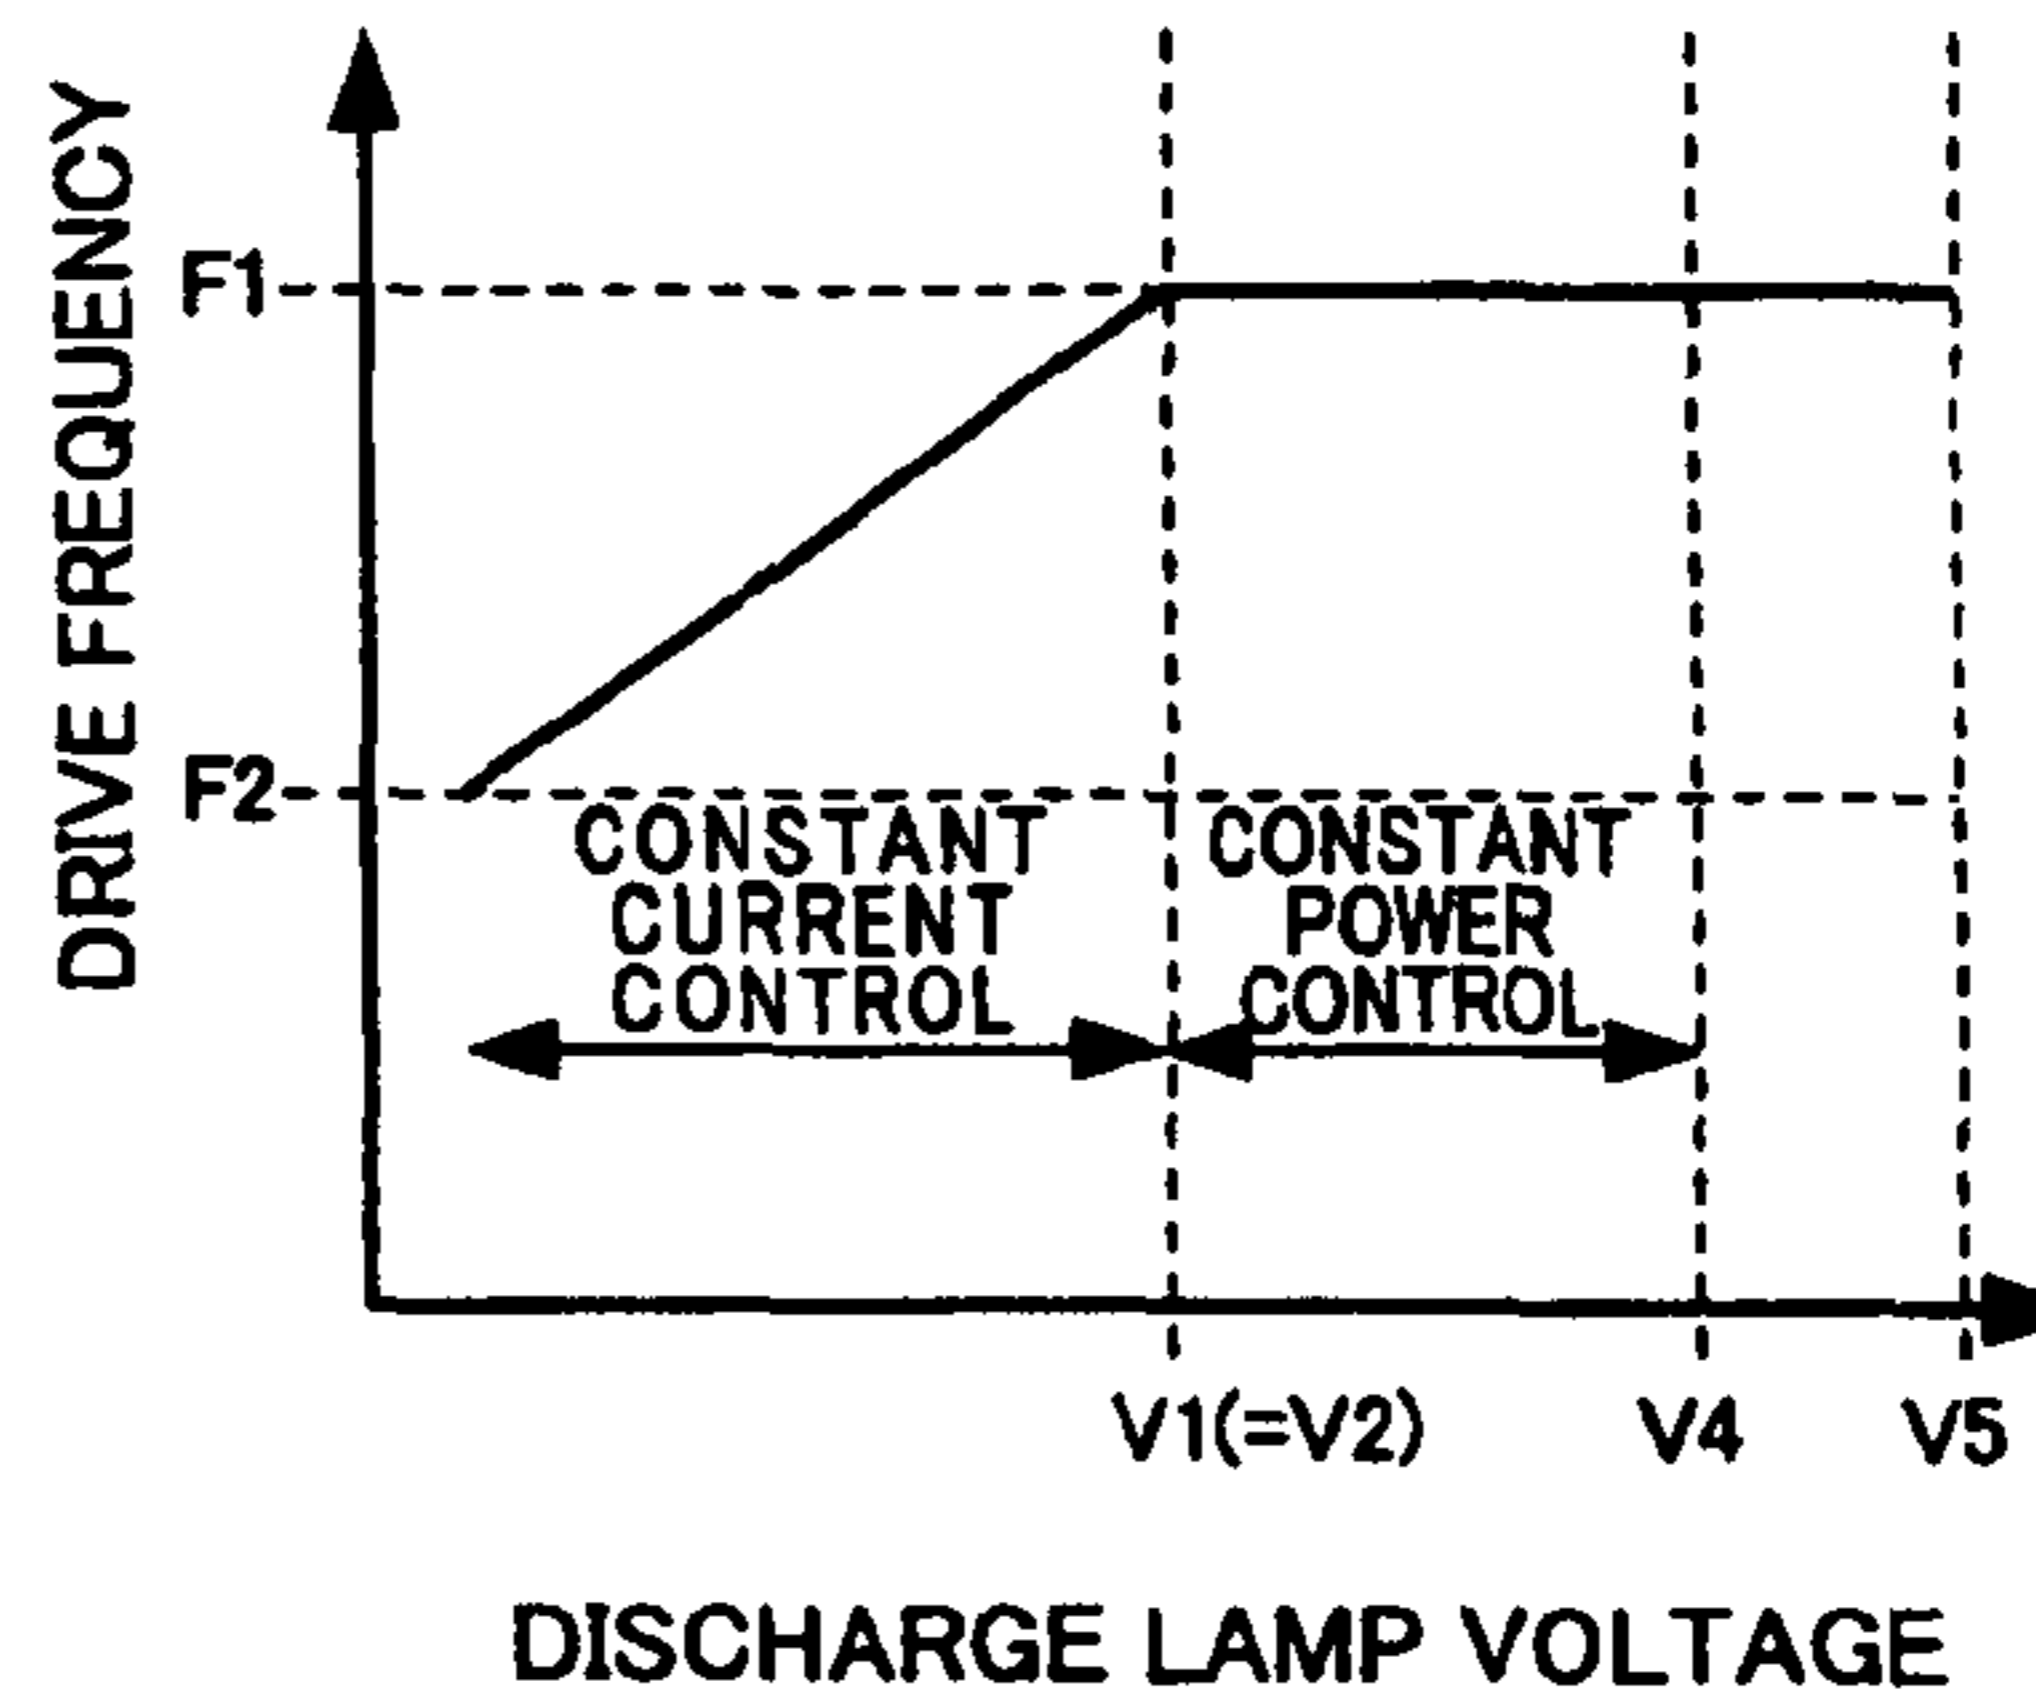 DRIVE FREQUENCY
F1
F2
CONSTANT
CURRENT
CONTROL
CONSTANT
POWER
CONTROL
V1(=V2)
V4
V5
DISCHARGE LAMP VOLTAGE